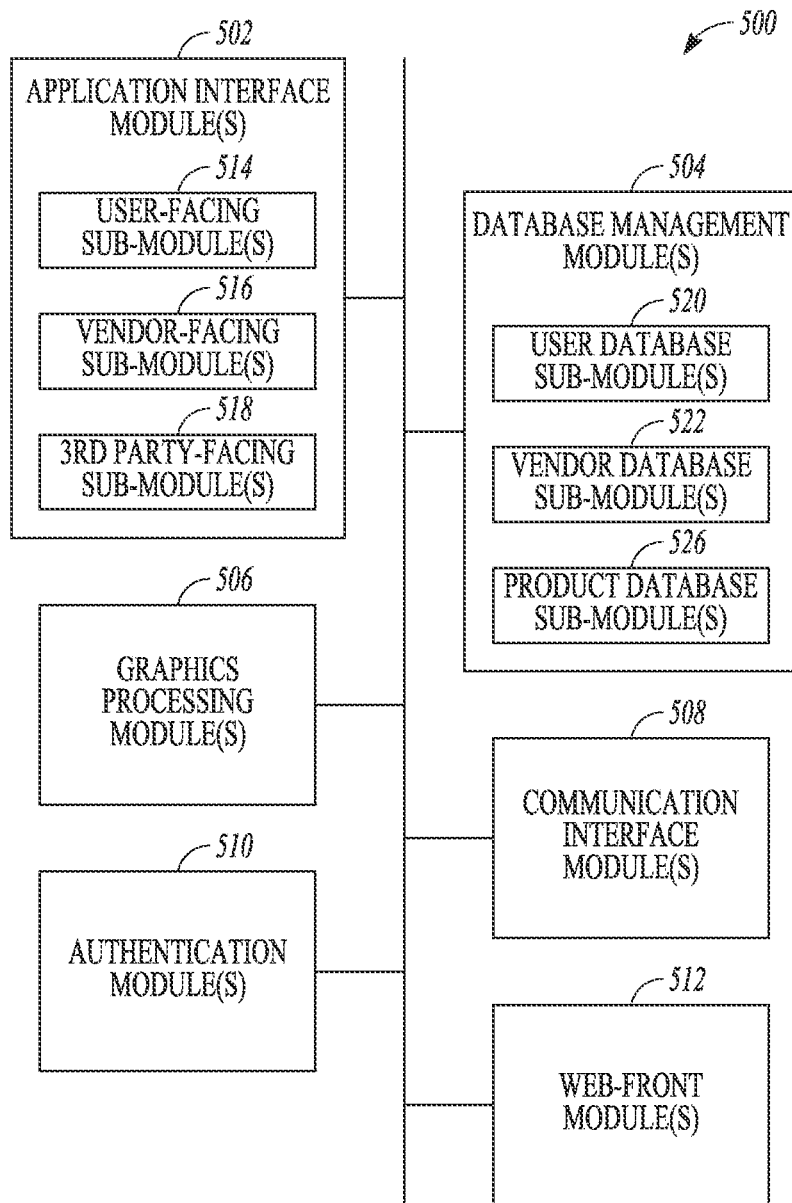 500
502
APPLICATION INTERFACE
MODULE(S)
514
USER-FACING
SUB-MODULE(S)
516
VENDOR-FACING
SUB-MODULE(S)
518
3RD PARTY-FACING
SUB-MODULE(S)
504
DATABASE MANAGEMENT
MODULE(S)
520
USER DATABASE
SUB-MODULE(S)
522
VENDOR DATABASE
SUB-MODULE(S)
526
PRODUCT DATABASE
SUB-MODULE(S)
506
GRAPHICS
PROCESSING
MODULE(S)
508
COMMUNICATION
INTERFACE
MODULE(S)
510
AUTHENTICATION
MODULE(S)
512
WEB-FRONT
MODULE(S)